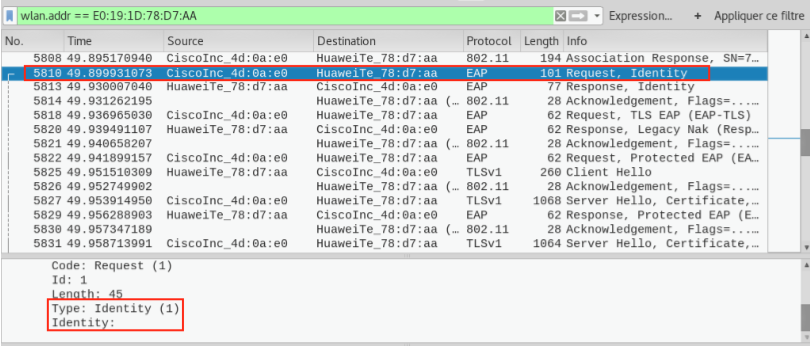 wlan.addr == E0:19:1D:78:D7:AA Expression... + Appliquer ce filtre
No. Time Source Destination Protocol Length Info
5808 49.895170940 CiscoInc_4d:0a:e0 HuaweiTe_78:d7:aa 802.11 194 Association Response, SN=7…
5810 49.899931073 CiscoInc_4d:0a:e0 HuaweiTe_78:d7:aa EAP 101 Request, Identity
5813 49.930007040 HuaweiTe_78:d7:aa CiscoInc_4d:0a:e0 EAP 77 Response, Identity
5814 49.931262195 HuaweiTe_78:d7:aa (… 802.11 28 Acknowledgement, Flags=...…
5818 49.936965030 CiscoInc_4d:0a:e0 HuaweiTe_78:d7:aa EAP 62 Request, TLS EAP (EAP-TLS)
5820 49.939491107 HuaweiTe_78:d7:aa CiscoInc_4d:0a:e0 EAP 62 Response, Legacy Nak (Resp…
5821 49.940658207 HuaweiTe_78:d7:aa (… 802.11 28 Acknowledgement, Flags=...…
5822 49.941899157 CiscoInc_4d:0a:e0 HuaweiTe_78:d7:aa EAP 62 Request, Protected EAP (EA…
5825 49.951510309 HuaweiTe_78:d7:aa CiscoInc_4d:0a:e0 TLSv1 260 Client Hello
5826 49.952749902 HuaweiTe_78:d7:aa (… 802.11 28 Acknowledgement, Flags=...…
5827 49.953914950 CiscoInc_4d:0a:e0 HuaweiTe_78:d7:aa TLSv1 1068 Server Hello, Certificate,…
5829 49.956288903 HuaweiTe_78:d7:aa CiscoInc_4d:0a:e0 EAP 62 Response, Protected EAP (E…
5830 49.957347189 HuaweiTe_78:d7:aa (… 802.11 28 Acknowledgement, Flags=...…
5831 49.958713991 CiscoInc_4d:0a:e0 HuaweiTe_78:d7:aa TLSv1 1064 Server Hello, Certificate,…
Code: Request (1)
Id: 1
Length: 45
Type: Identity (1)
Identity: